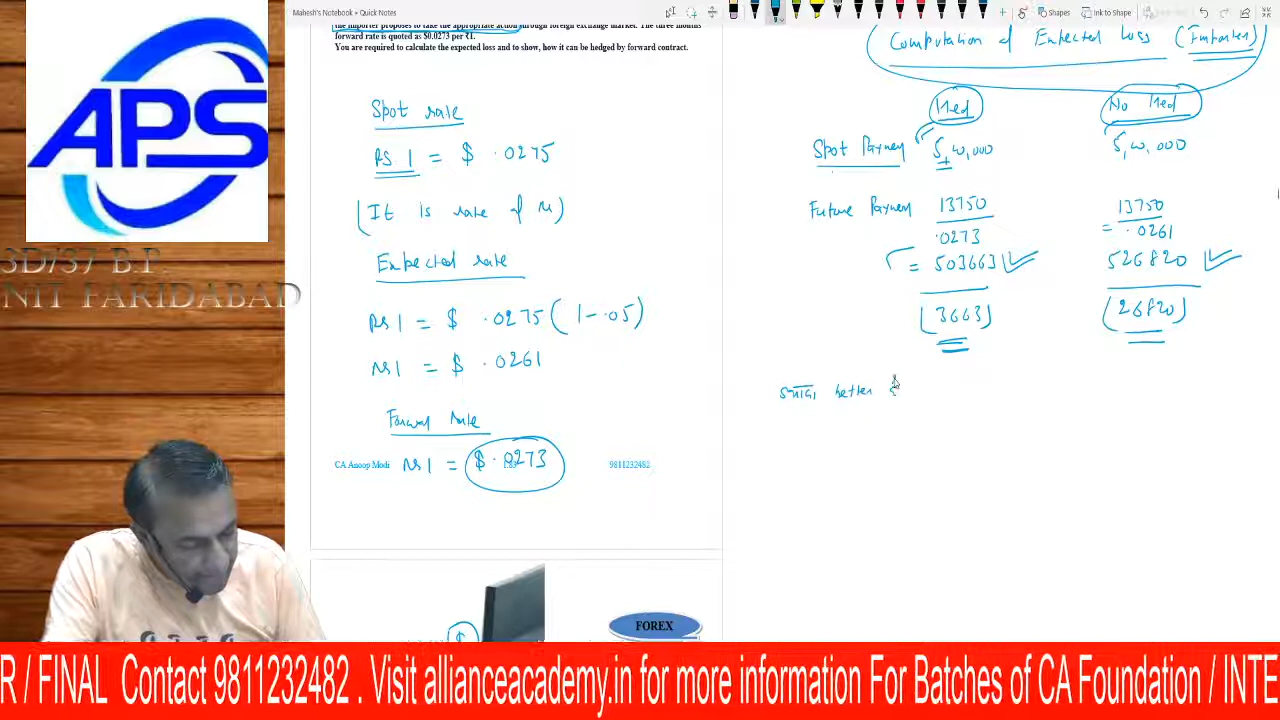 Mahesh's Notebook » Quick Notes
Shapes
Ink to Shape
APS
3D/37 B.P.
NIT FARIDABAD
the importer proposes to take the appropriate action through foreign exchange market. The three months
forward rate is quoted as $0.0273 per ₹1.
You are required to calculate the expected loss and to show, how it can be hedged by forward contract.
Spot rate
RS 1 = $ .0275
(It is rate of Rs)
Expected rate
RS 1 = $ .0275 (1 - .05)
RS 1 = $ .0261
Forward Rate
RS 1 = $ .0273
CA Anoop Modi
9811232482
FOREX
$
Computation of Expected Loss (Importer)
Hed No Hed
Spot Payment 5,00,000 5,00,000
Future Payment 13750 13750
.0273 .0261
= 503663 = 526820
(3663) (26820)
better
R / FINAL Contact 9811232482 . Visit allianceacademy.in for more information For Batches of CA Foundation / INTE